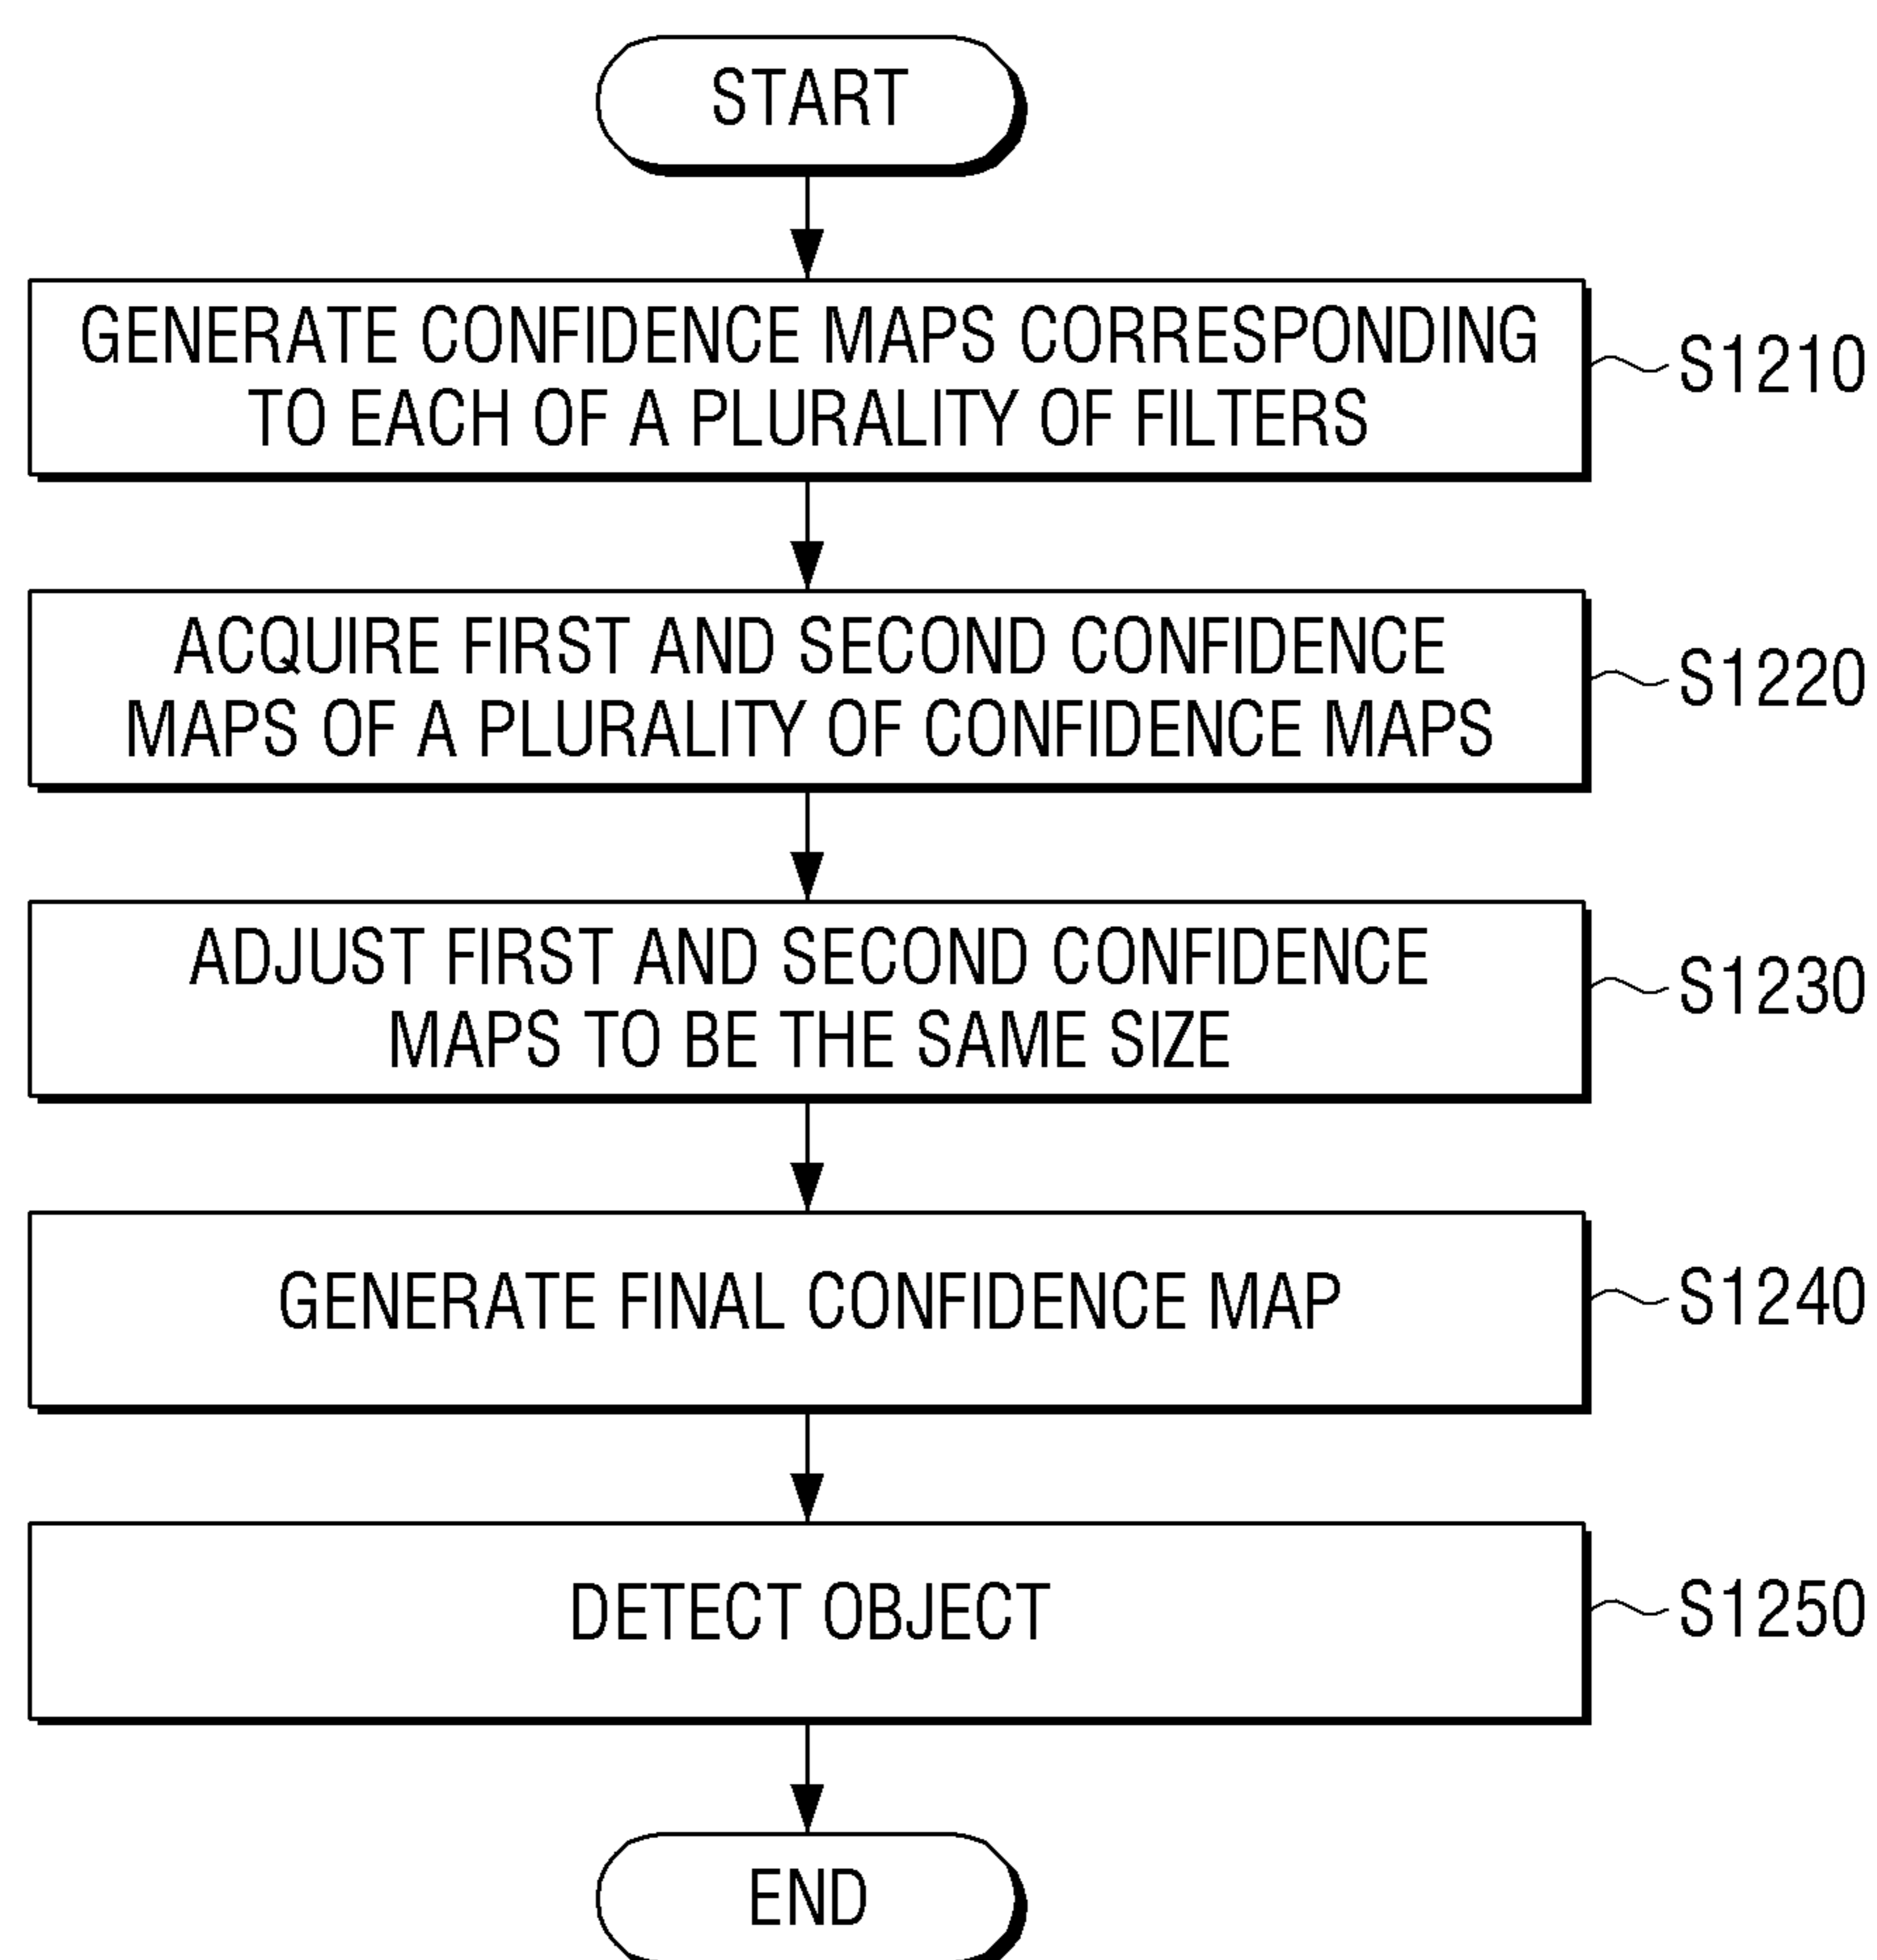 START
GENERATE CONFIDENCE MAPS CORRESPONDING
TO EACH OF A PLURALITY OF FILTERS
S1210
ACQUIRE FIRST AND SECOND CONFIDENCE
MAPS OF A PLURALITY OF CONFIDENCE MAPS
S1220
ADJUST FIRST AND SECOND CONFIDENCE
MAPS TO BE THE SAME SIZE
S1230
GENERATE FINAL CONFIDENCE MAP
S1240
DETECT OBJECT
S1250
END